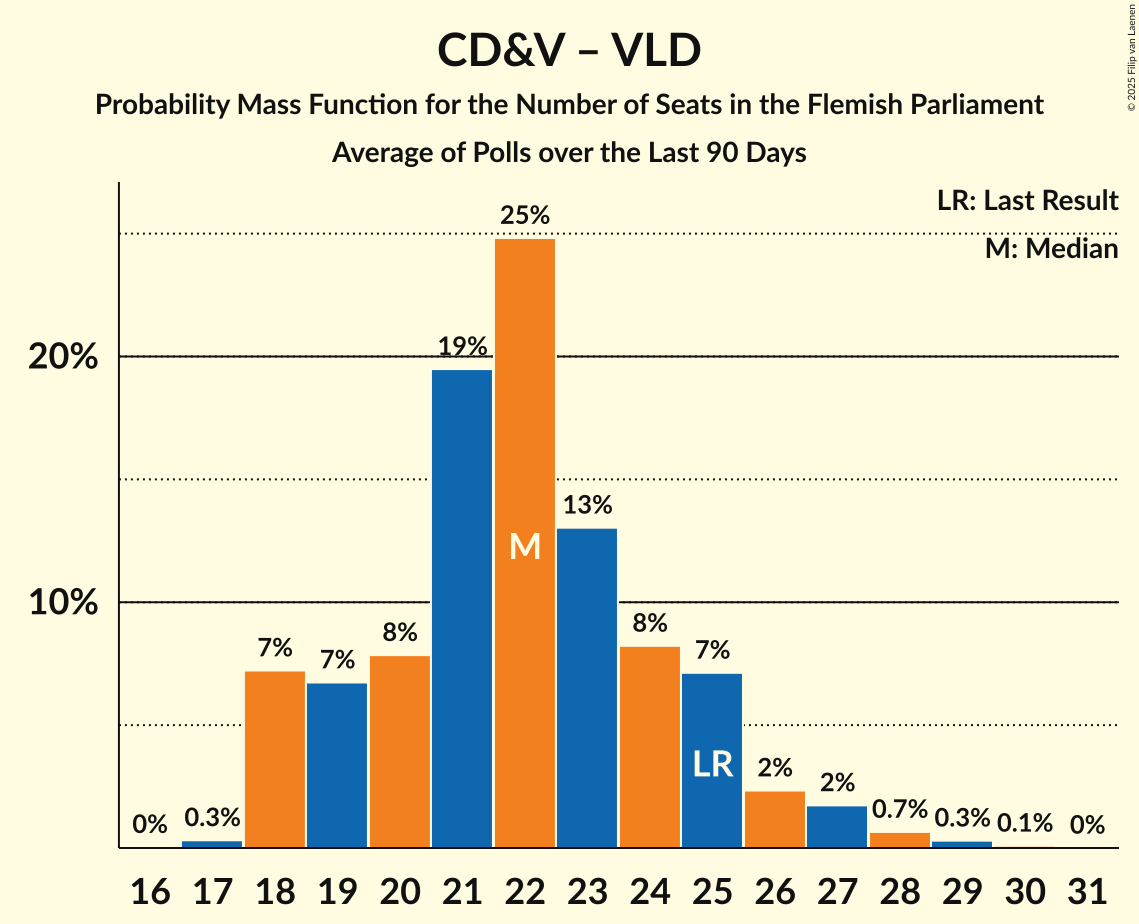 CD&V – VLD
Probability Mass Function for the Number of Seats in the Flemish Parliament
Average of Polls over the Last 90 Days
© 2025 Filip van Laenen
LR: Last Result
M: Median
20%
10%
0%
0.3%
7%
7%
8%
19%
25%
13%
8%
7%
2%
2%
0.7%
0.3%
0.1%
0%
M
LR
16 17 18 19 20 21 22 23 24 25 26 27 28 29 30 31